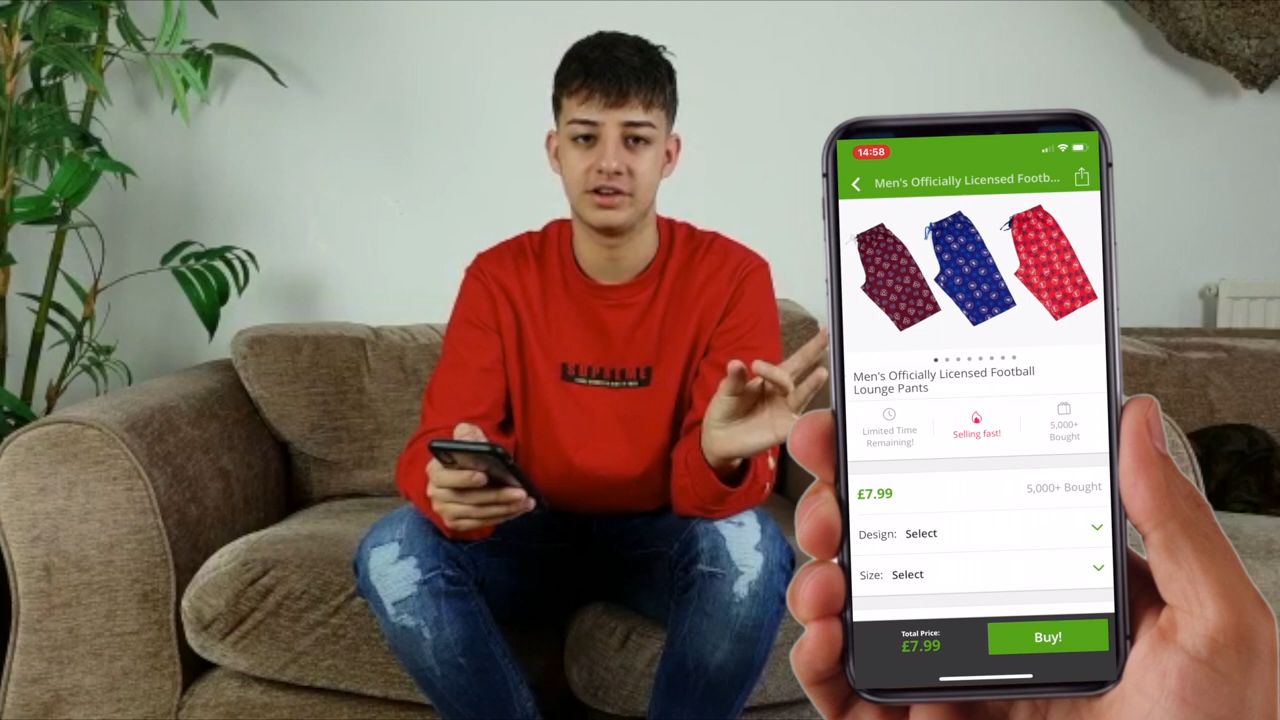 SUPREME
14:58
Men's Officially Licensed Footb...
Men's Officially Licensed Football
Lounge Pants
Limited Time
Remaining!
Selling fast!
5,000+
Bought
£7.99
5,000+ Bought
Design: Select
Size: Select
Total Price:
£7.99
Buy!